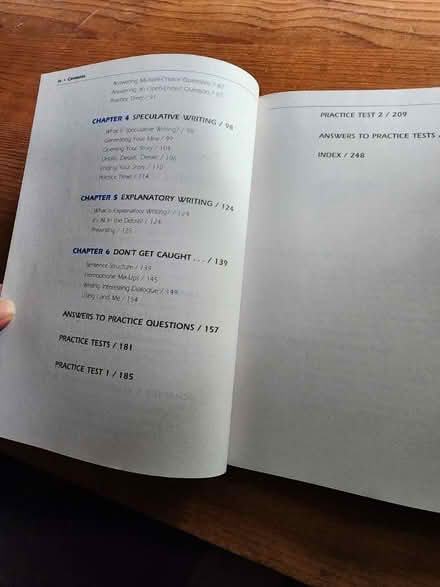 iv • Contents
Answering Multiple-Choice Questions / 87
Answering an Open-Ended Question / 87
Practice Time! / 91
CHAPTER 4 SPECULATIVE WRITING / 98
What Is Speculative Writing? / 98
Generating Your Idea / 99
Opening Your Story / 104
Details, Details, Details / 106
Ending Your Story / 110
Practice Time! / 114
CHAPTER 5 EXPLANATORY WRITING / 124
What Is Explanatory Writing? / 124
It's All in the Details! / 124
Prewriting / 125
CHAPTER 6 DON'T GET CAUGHT . . . / 139
Sentence Structure / 139
Homophone Mix-Ups / 145
Writing Interesting Dialogue / 149
Using I and Me / 154
ANSWERS TO PRACTICE QUESTIONS / 157
PRACTICE TESTS / 181
PRACTICE TEST 1 / 185
PRACTICE TEST 2 / 209
ANSWERS TO PRACTICE TESTS /
INDEX / 248